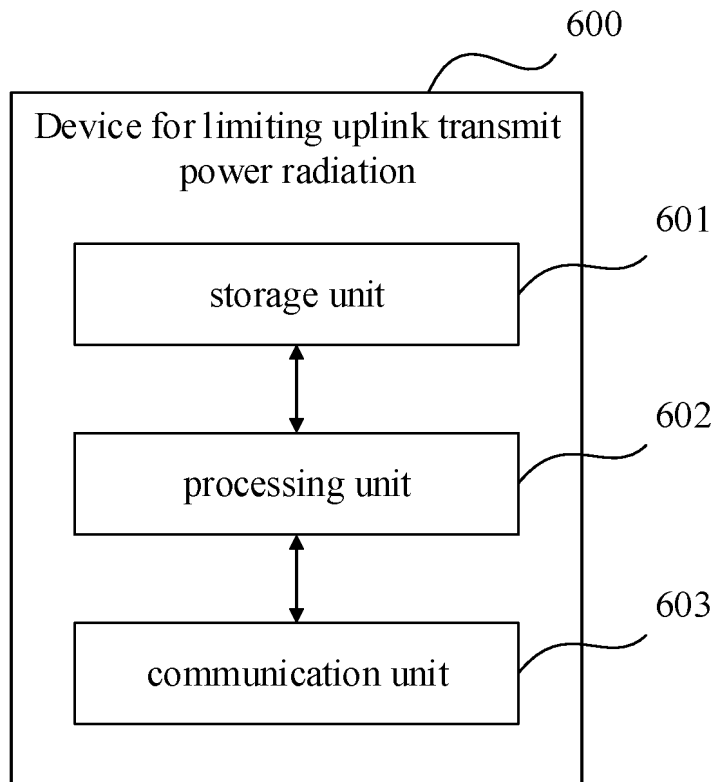 600
Device for limiting uplink transmit
power radiation
601
storage unit
602
processing unit
603
communication unit